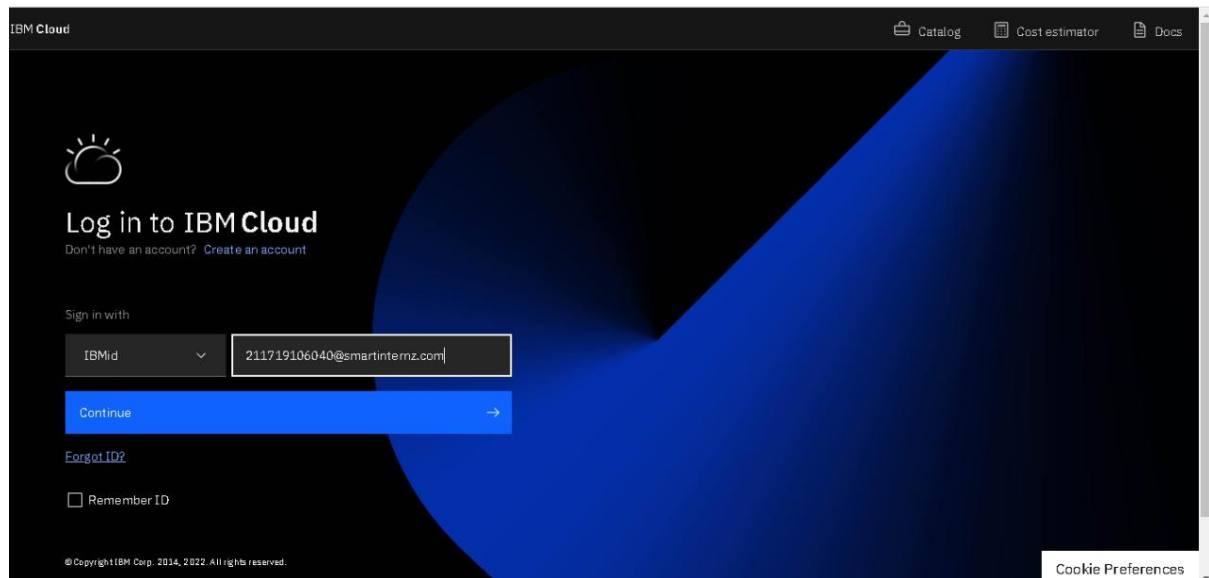 IBM Cloud
Catalog
Cost estimator
Docs
Log in to IBM Cloud
Don't have an account? Create an account
Sign in with
IBMid
211719106040@smartinternz.com
Continue
Forgot ID?
Remember ID
© Copyright IBM Corp. 2014, 2022. All rights reserved.
Cookie Preferences